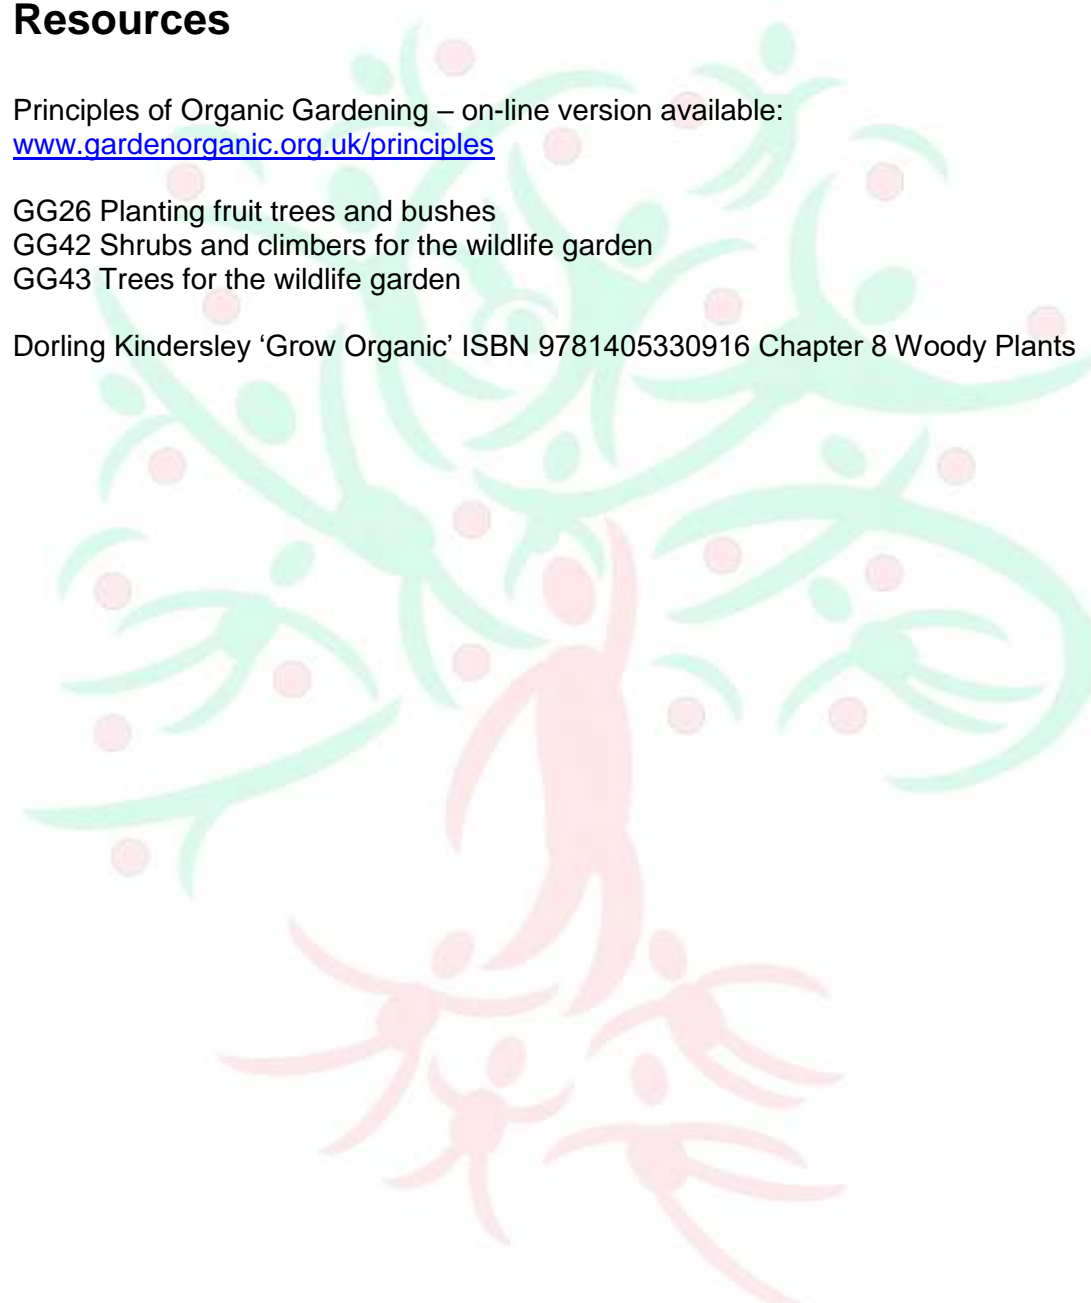 Resources
Principles of Organic Gardening – on-line version available:
www.gardenorganic.org.uk/principles
GG26 Planting fruit trees and bushes
GG42 Shrubs and climbers for the wildlife garden
GG43 Trees for the wildlife garden
Dorling Kindersley ‘Grow Organic’ ISBN 9781405330916 Chapter 8 Woody Plants